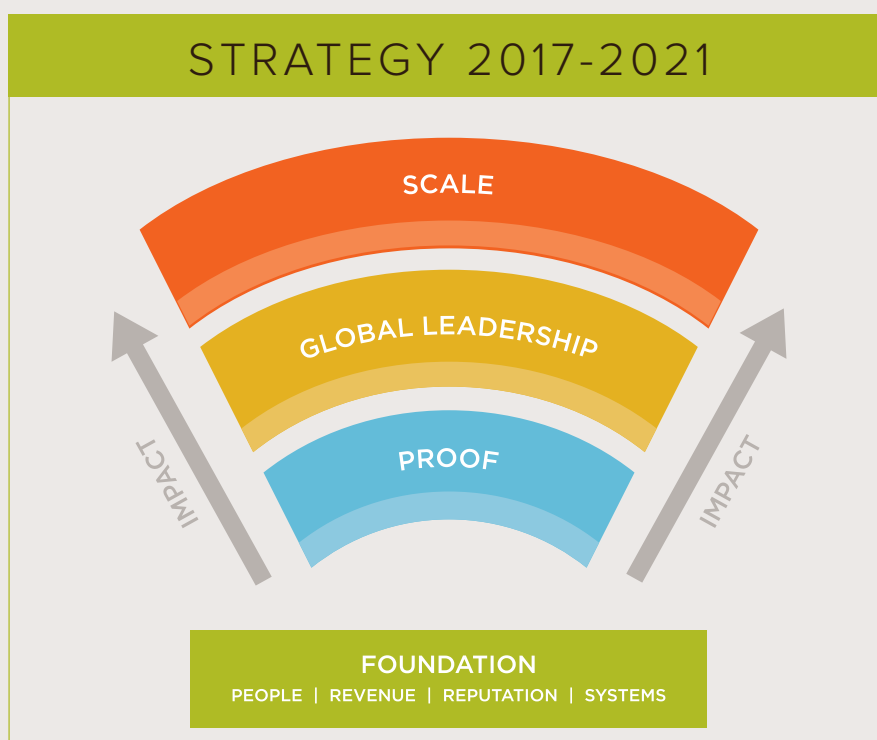 STRATEGY 2017-2021
SCALE
GLOBAL LEADERSHIP
PROOF
IMPACT
IMPACT
FOUNDATION
PEOPLE | REVENUE | REPUTATION | SYSTEMS